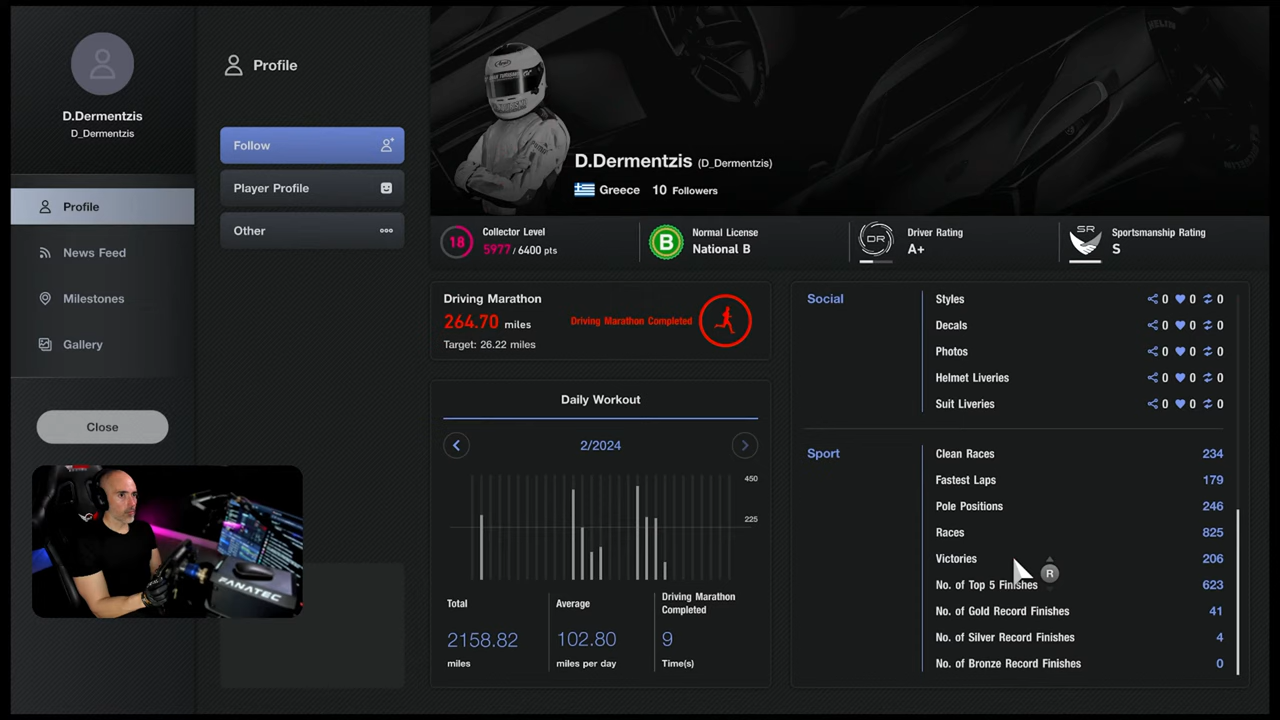 D.Dermentzis
D_Dermentzis
Profile
News Feed
Milestones
Gallery
Close
FANATEC
Profile
Follow
Player Profile
Other
D.Dermentzis (D_Dermentzis)
Greece 10 Followers
18 Collector Level
5977 / 6400 pts
B Normal License
National B
DR Driver Rating
A+
SR Sportsmanship Rating
S
Driving Marathon
264.70 miles
Driving Marathon Completed
Target: 26.22 miles
Daily Workout
2/2024
450
225
Total
2158.82
miles
Average
102.80
miles per day
Driving Marathon
Completed
9
Time(s)
Social
Styles 0 0 0
Decals 0 0 0
Photos 0 0 0
Helmet Liveries 0 0 0
Suit Liveries 0 0 0
Sport
Clean Races 234
Fastest Laps 179
Pole Positions 246
Races 825
Victories 206
R
No. of Top 5 Finishes 623
No. of Gold Record Finishes 41
No. of Silver Record Finishes 4
No. of Bronze Record Finishes 0